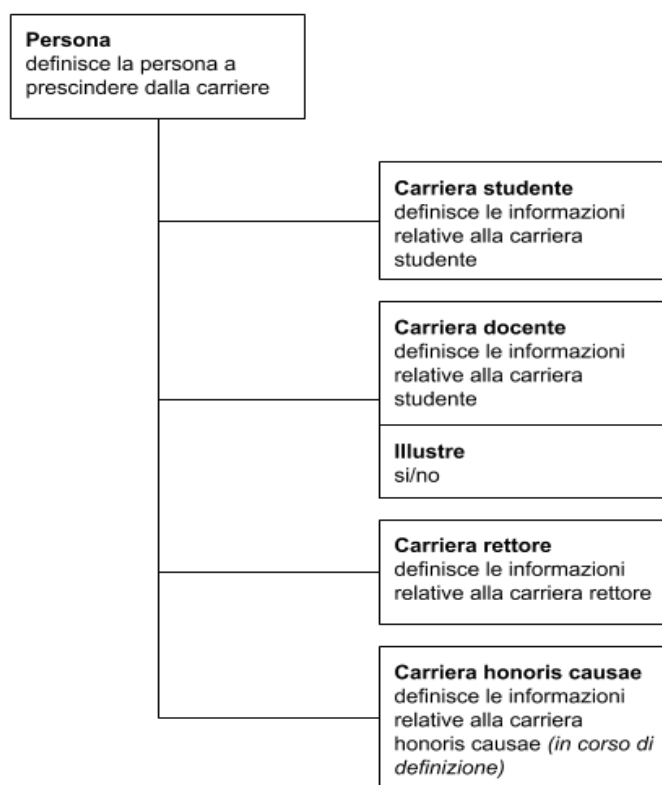 Persona
definisce la persona a
prescindere dalla carriere
Carriera studente
definisce le informazioni
relative alla carriera
studente
Carriera docente
definisce le informazioni
relative alla carriera
studente
Illustre
si/no
Carriera rettore
definisce le informazioni
relative alla carriera rettore
Carriera honoris causae
definisce le informazioni
relative alla carriera
honoris causae (in corso di
definizione)